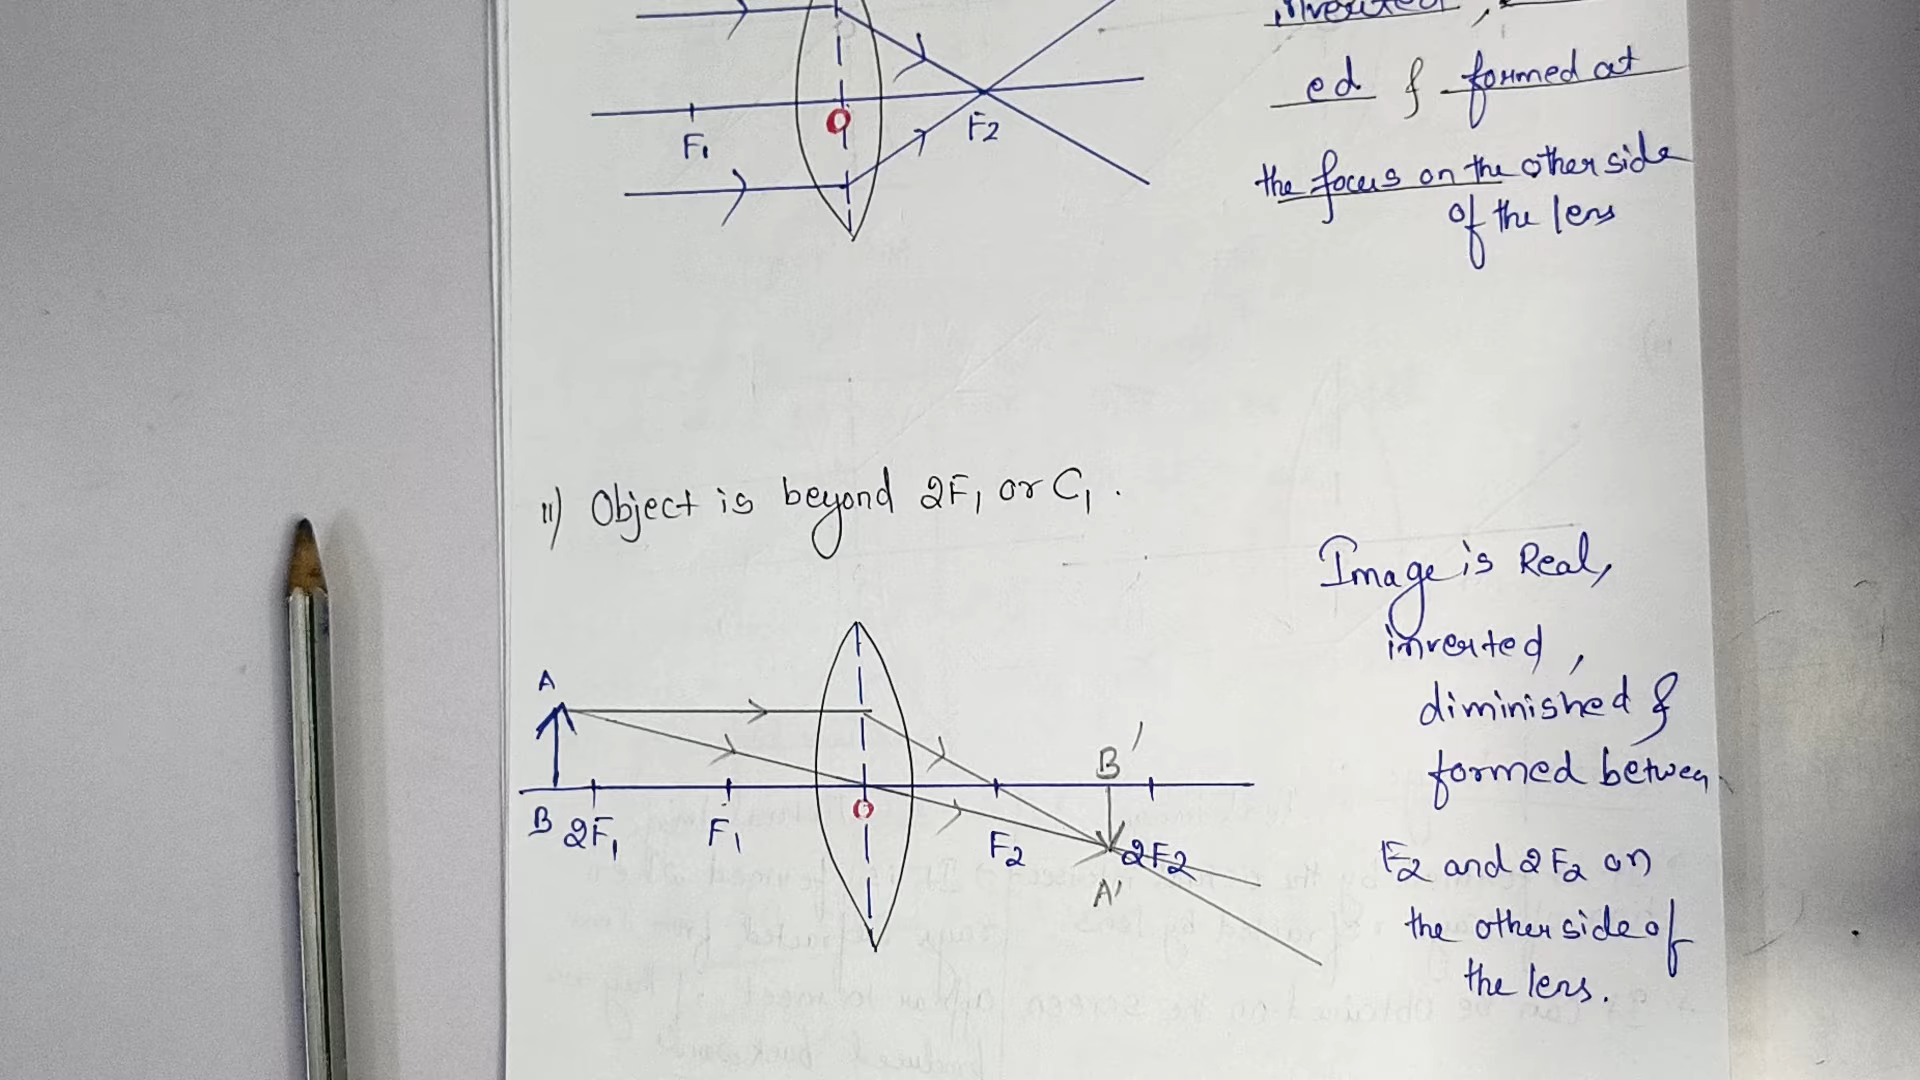 inverted,
ed & formed at
the focus on the other side
of the lens
F1
O
F2
ii) Object is beyond 2F1 or C1.
Image is Real,
inverted,
diminished &
formed between
F2 and 2F2 on
the other side of
the lens.
A
B'
B
2F1
F1
O
F2
2F2
A'